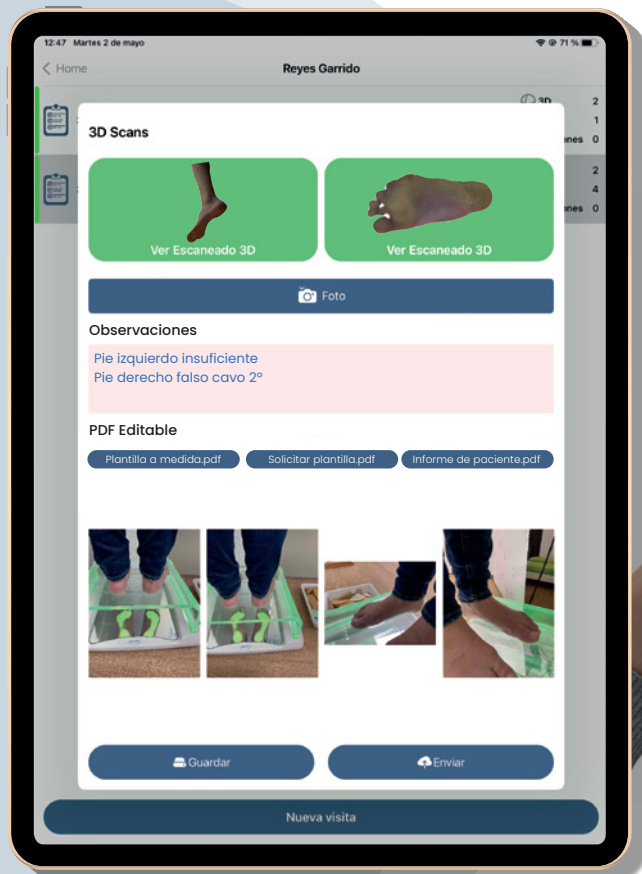 12:47 Martes 2 de mayo
71 %
Home
Reyes Garrido
3D 2
1
ones 0
2
4
ones 0
3D Scans
Ver Escaneado 3D
Ver Escaneado 3D
Foto
Observaciones
Pie izquierdo insuficiente
Pie derecho falso cavo 2º
PDF Editable
Plantilla a medida.pdf
Solicitar plantilla.pdf
Informe de paciente.pdf
Guardar
Enviar
Nueva visita